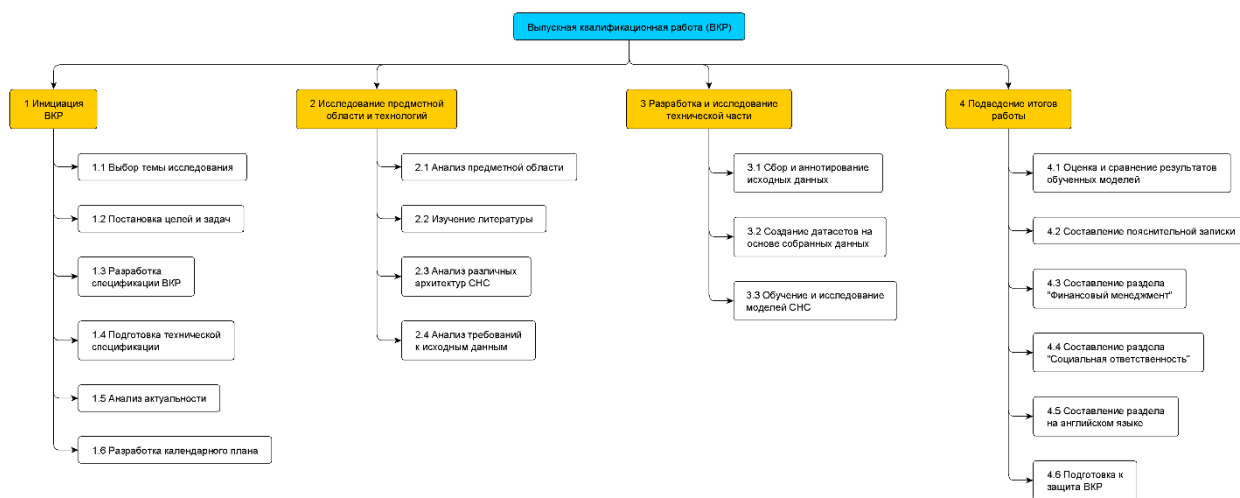 Выпускная квалификационная работа (ВКР)
1 Инициация
ВКР
1.1 Выбор темы исследования
1.2 Постановка целей и задач
1.3 Разработка
спецификации ВКР
1.4 Подготовка технической
спецификации
1.5 Анализ актуальности
1.6 Разработка календарного плана
2 Исследование предметной
области и технологий
2.1 Анализ предметной области
2.2 Изучение литературы
2.3 Анализ различных
архитектур СНС
2.4 Анализ требований
к исходным данным
3 Разработка и исследование
технической части
3.1 Сбор и аннотирование
исходных данных
3.2 Создание датасетов на
основе собранных данных
3.3 Обучение и исследование
моделей СНС
4 Подведение итогов
работы
4.1 Оценка и сравнение результатов
обученных моделей
4.2 Составление пояснительной записки
4.3 Составление раздела
"Финансовый менеджмент"
4.4 Составление раздела
"Социальная ответственность"
4.5 Составление раздела
на английском языке
4.6 Подготовка к
защита ВКР